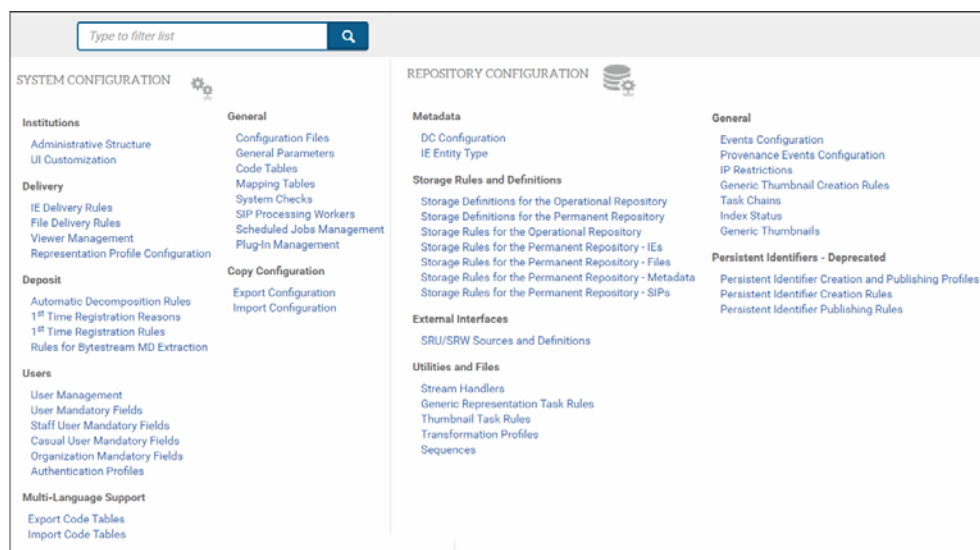 Type to filter list
SYSTEM CONFIGURATION
Institutions
Administrative Structure
UI Customization
Delivery
IE Delivery Rules
File Delivery Rules
Viewer Management
Representation Profile Configuration
Deposit
Automatic Decomposition Rules
1st Time Registration Reasons
1st Time Registration Rules
Rules for Bytestream MD Extraction
Users
User Management
User Mandatory Fields
Staff User Mandatory Fields
Casual User Mandatory Fields
Organization Mandatory Fields
Authentication Profiles
Multi-Language Support
Export Code Tables
Import Code Tables
General
Configuration Files
General Parameters
Code Tables
Mapping Tables
System Checks
SIP Processing Workers
Scheduled Jobs Management
Plug-In Management
Copy Configuration
Export Configuration
Import Configuration
REPOSITORY CONFIGURATION
Metadata
DC Configuration
IE Entity Type
Storage Rules and Definitions
Storage Definitions for the Operational Repository
Storage Definitions for the Permanent Repository
Storage Rules for the Operational Repository
Storage Rules for the Permanent Repository - IEs
Storage Rules for the Permanent Repository - Files
Storage Rules for the Permanent Repository - Metadata
Storage Rules for the Permanent Repository - SIPs
External Interfaces
SRU/SRW Sources and Definitions
Utilities and Files
Stream Handlers
Generic Representation Task Rules
Thumbnail Task Rules
Transformation Profiles
Sequences
General
Events Configuration
Provenance Events Configuration
IP Restrictions
Generic Thumbnail Creation Rules
Task Chains
Index Status
Generic Thumbnails
Persistent Identifiers - Deprecated
Persistent Identifier Creation and Publishing Profiles
Persistent Identifier Creation Rules
Persistent Identifier Publishing Rules